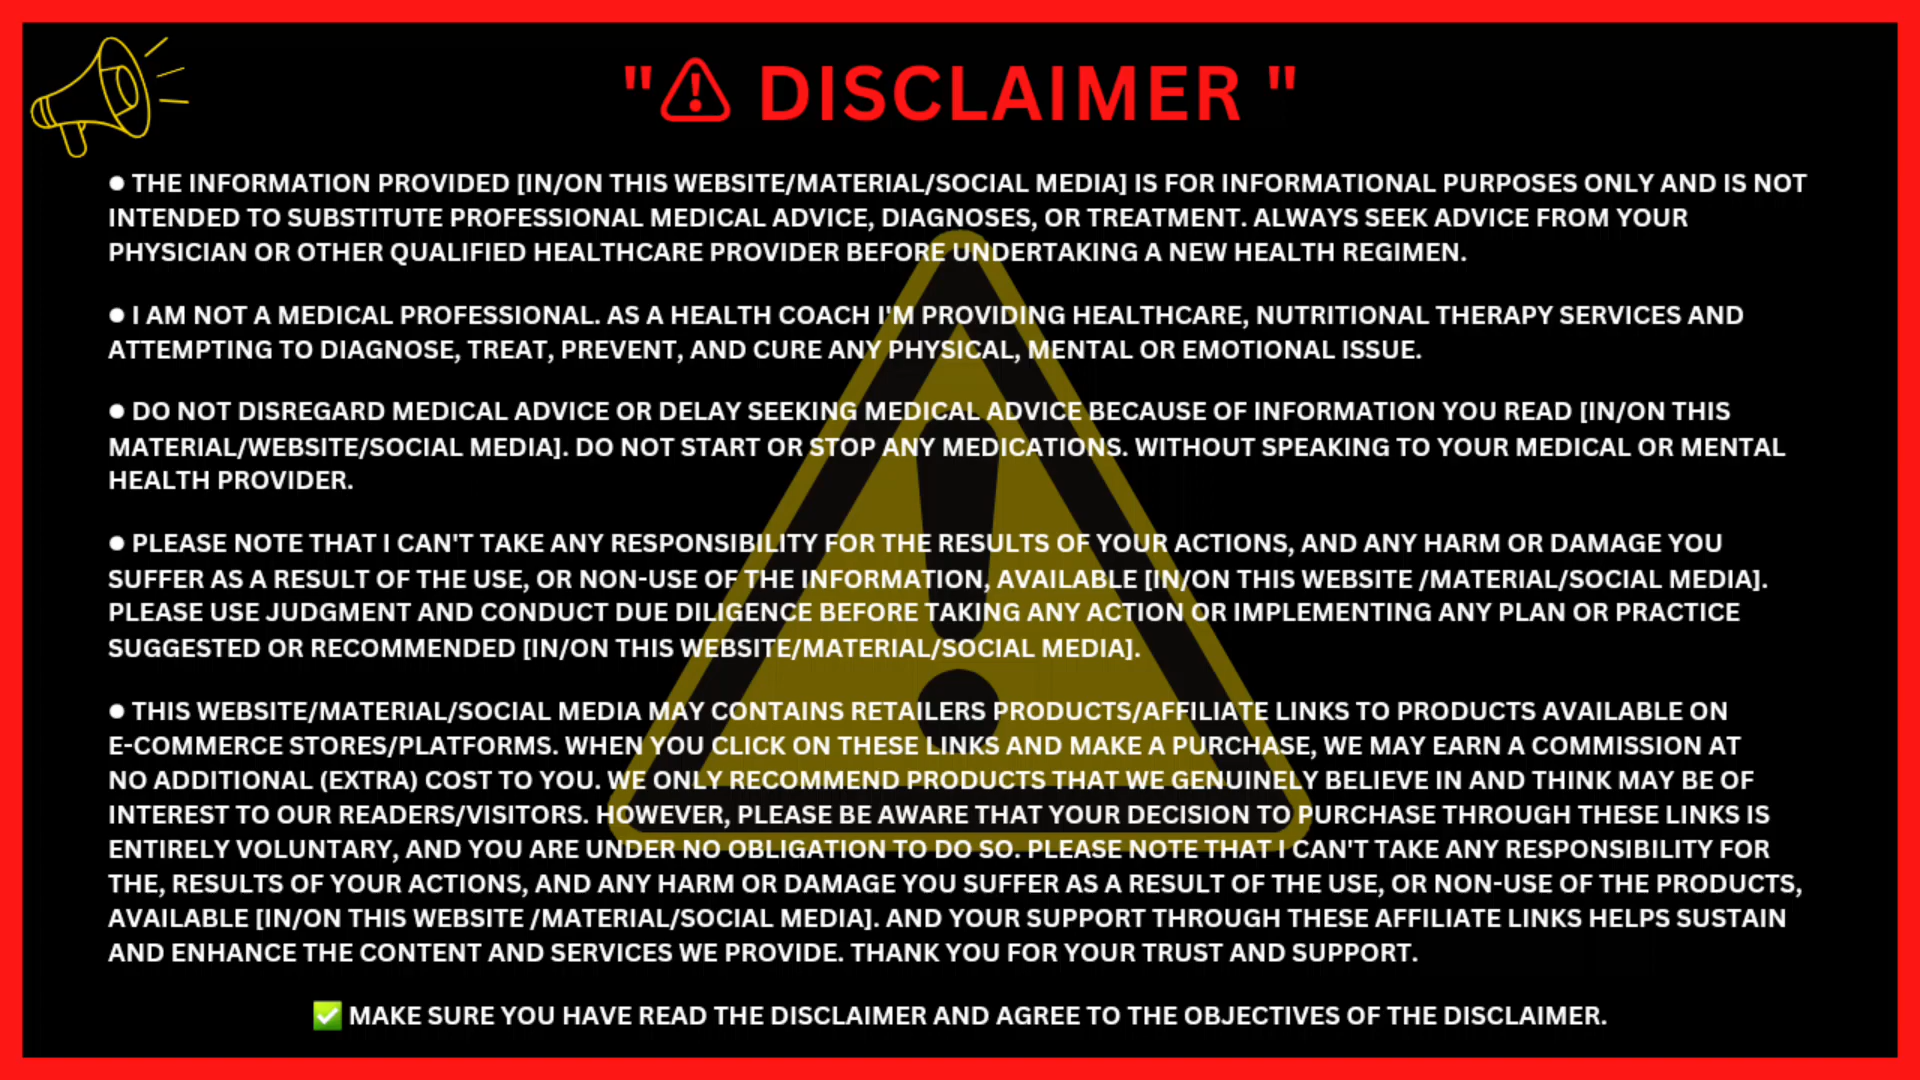 "⚠ DISCLAIMER "
● THE INFORMATION PROVIDED [IN/ON THIS WEBSITE/MATERIAL/SOCIAL MEDIA] IS FOR INFORMATIONAL PURPOSES ONLY AND IS NOT
INTENDED TO SUBSTITUTE PROFESSIONAL MEDICAL ADVICE, DIAGNOSES, OR TREATMENT. ALWAYS SEEK ADVICE FROM YOUR
PHYSICIAN OR OTHER QUALIFIED HEALTHCARE PROVIDER BEFORE UNDERTAKING A NEW HEALTH REGIMEN.
● I AM NOT A MEDICAL PROFESSIONAL. AS A HEALTH COACH I'M PROVIDING HEALTHCARE, NUTRITIONAL THERAPY SERVICES AND
ATTEMPTING TO DIAGNOSE, TREAT, PREVENT, AND CURE ANY PHYSICAL, MENTAL OR EMOTIONAL ISSUE.
● DO NOT DISREGARD MEDICAL ADVICE OR DELAY SEEKING MEDICAL ADVICE BECAUSE OF INFORMATION YOU READ [IN/ON THIS
MATERIAL/WEBSITE/SOCIAL MEDIA]. DO NOT START OR STOP ANY MEDICATIONS. WITHOUT SPEAKING TO YOUR MEDICAL OR MENTAL
HEALTH PROVIDER.
● PLEASE NOTE THAT I CAN'T TAKE ANY RESPONSIBILITY FOR THE RESULTS OF YOUR ACTIONS, AND ANY HARM OR DAMAGE YOU
SUFFER AS A RESULT OF THE USE, OR NON-USE OF THE INFORMATION, AVAILABLE [IN/ON THIS WEBSITE /MATERIAL/SOCIAL MEDIA].
PLEASE USE JUDGMENT AND CONDUCT DUE DILIGENCE BEFORE TAKING ANY ACTION OR IMPLEMENTING ANY PLAN OR PRACTICE
SUGGESTED OR RECOMMENDED [IN/ON THIS WEBSITE/MATERIAL/SOCIAL MEDIA].
● THIS WEBSITE/MATERIAL/SOCIAL MEDIA MAY CONTAINS RETAILERS PRODUCTS/AFFILIATE LINKS TO PRODUCTS AVAILABLE ON
E-COMMERCE STORES/PLATFORMS. WHEN YOU CLICK ON THESE LINKS AND MAKE A PURCHASE, WE MAY EARN A COMMISSION AT
NO ADDITIONAL (EXTRA) COST TO YOU. WE ONLY RECOMMEND PRODUCTS THAT WE GENUINELY BELIEVE IN AND THINK MAY BE OF
INTEREST TO OUR READERS/VISITORS. HOWEVER, PLEASE BE AWARE THAT YOUR DECISION TO PURCHASE THROUGH THESE LINKS IS
ENTIRELY VOLUNTARY, AND YOU ARE UNDER NO OBLIGATION TO DO SO. PLEASE NOTE THAT I CAN'T TAKE ANY RESPONSIBILITY FOR
THE, RESULTS OF YOUR ACTIONS, AND ANY HARM OR DAMAGE YOU SUFFER AS A RESULT OF THE USE, OR NON-USE OF THE PRODUCTS,
AVAILABLE [IN/ON THIS WEBSITE /MATERIAL/SOCIAL MEDIA]. AND YOUR SUPPORT THROUGH THESE AFFILIATE LINKS HELPS SUSTAIN
AND ENHANCE THE CONTENT AND SERVICES WE PROVIDE. THANK YOU FOR YOUR TRUST AND SUPPORT.
✅ MAKE SURE YOU HAVE READ THE DISCLAIMER AND AGREE TO THE OBJECTIVES OF THE DISCLAIMER.